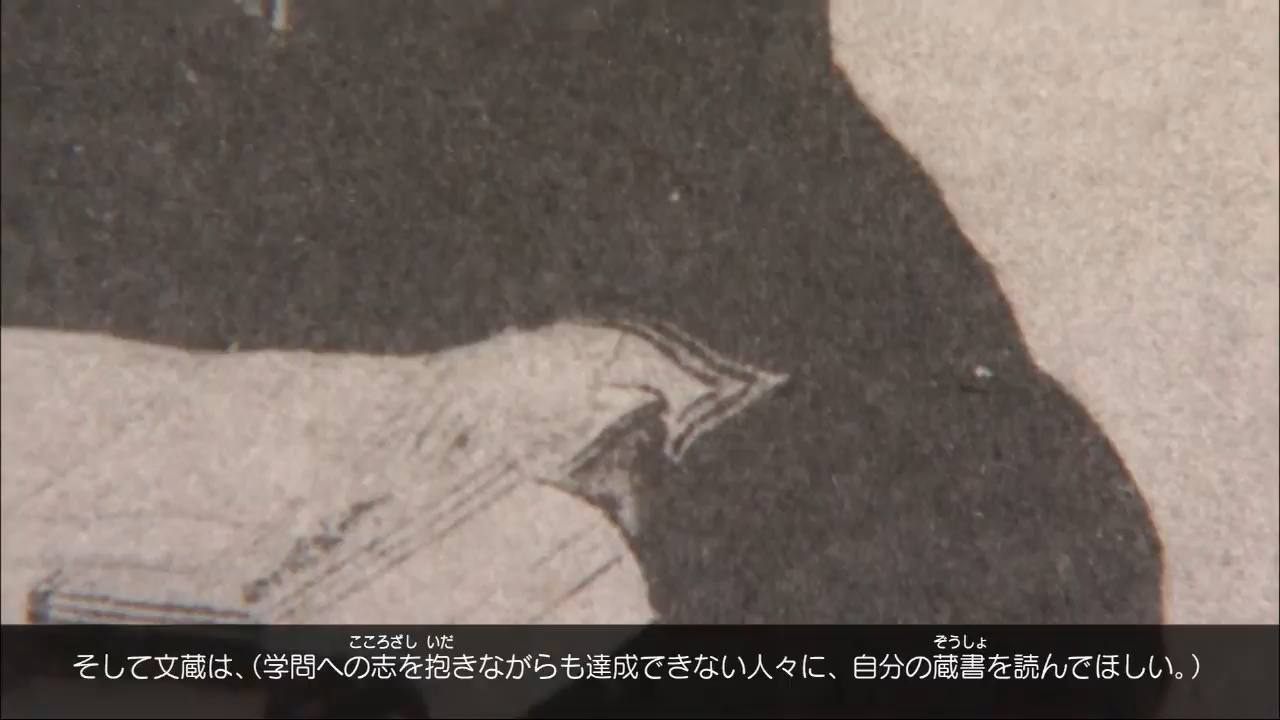 こころざし いだ ぞうしょ
そして文蔵は、（学問への志を抱きながらも達成できない人々に、自分の蔵書を読んでほしい。）